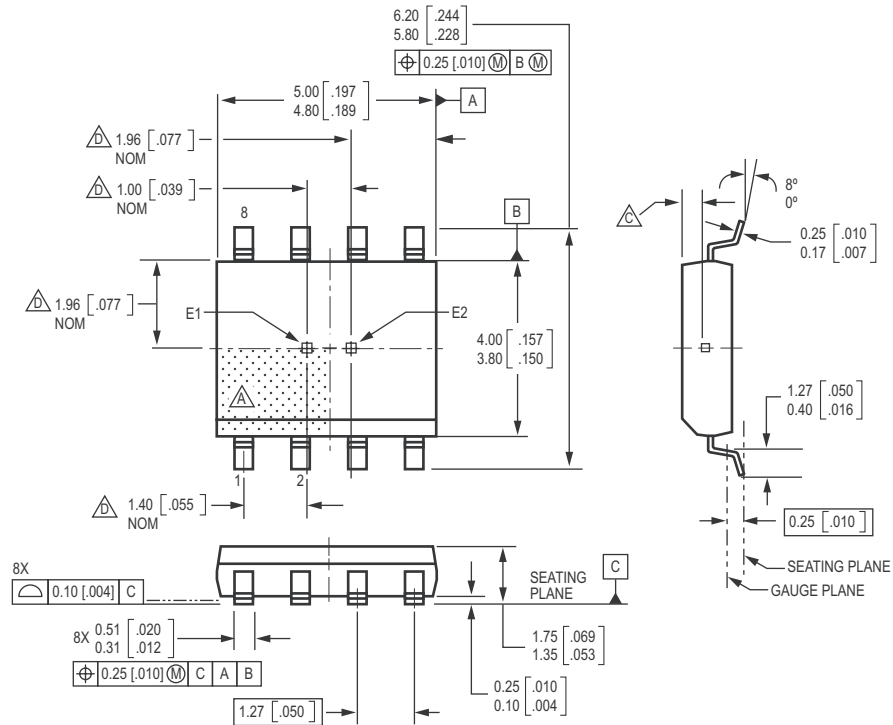 6.20 [.244
5.80 [.228]
⌖ 0.25 [.010] Ⓜ B Ⓜ
5.00 [.197
4.80 [.189]
A
D 1.96 [.077]
NOM
D 1.00 [.039]
NOM
8
B
C
8º
0º
0.25 [.010
0.17 [.007]
D 1.96 [.077]
NOM
E1
E2
4.00 [.157
3.80 [.150]
A
1.27 [.050
0.40 [.016]
1
2
D 1.40 [.055]
NOM
0.25 [.010]
SEATING PLANE
GAUGE PLANE
8X
⌓ 0.10 [.004] C
SEATING
PLANE
C
8X 0.51 [.020
0.31 [.012]
⌖ 0.25 [.010] Ⓜ C A B
1.75 [.069
1.35 [.053]
0.25 [.010
0.10 [.004]
1.27 [.050]